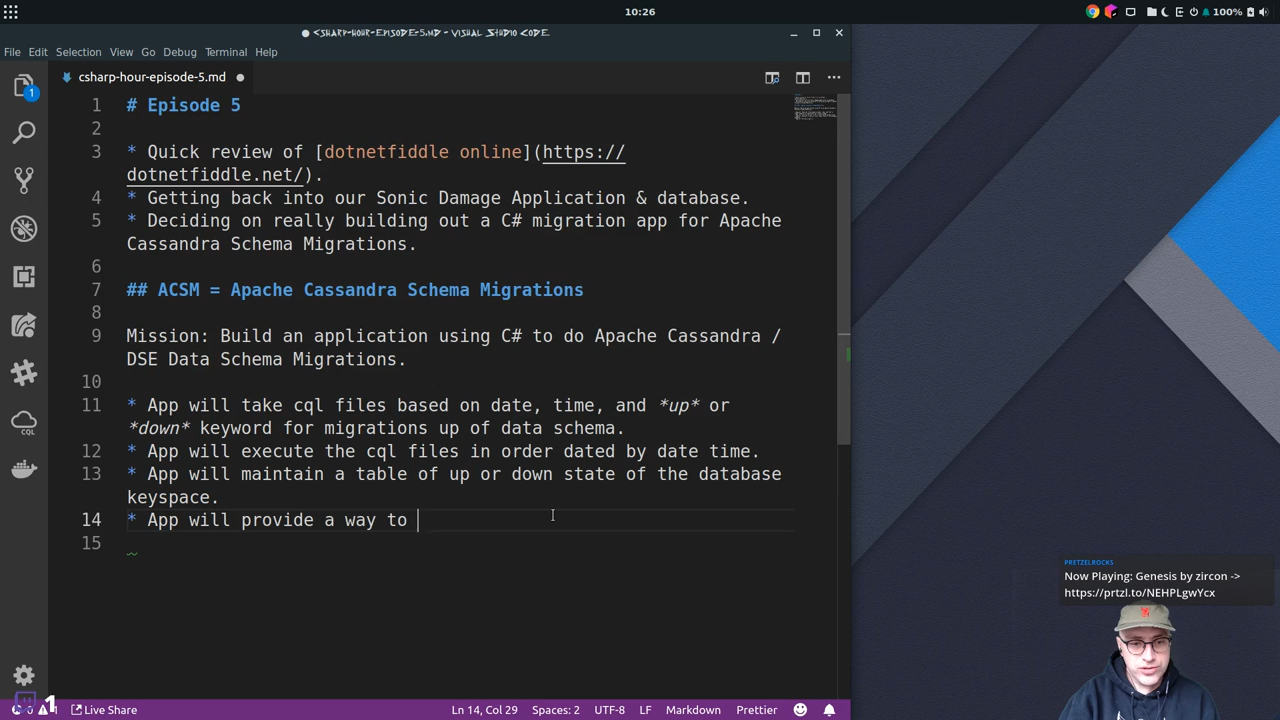 10:26
100%
● csharp-hour-episode-5.md - Visual Studio Code
File Edit Selection View Go Debug Terminal Help
csharp-hour-episode-5.md ●
1
1 # Episode 5
2
3 * Quick review of [dotnetfiddle online](https://
dotnetfiddle.net/).
4 * Getting back into our Sonic Damage Application & database.
5 * Deciding on really building out a C# migration app for Apache
Cassandra Schema Migrations.
6
7 ## ACSM = Apache Cassandra Schema Migrations
8
9 Mission: Build an application using C# to do Apache Cassandra /
DSE Data Schema Migrations.
10
11 * App will take cql files based on date, time, and *up* or
*down* keyword for migrations up of data schema.
12 * App will execute the cql files in order dated by date time.
13 * App will maintain a table of up or down state of the database
keyspace.
14 * App will provide a way to
15
CQL
PRETZELROCKS
Now Playing: Genesis by zircon ->
https://prtzl.to/NEHPLgwYcx
1
Live Share
Ln 14, Col 29 Spaces: 2 UTF-8 LF Markdown Prettier